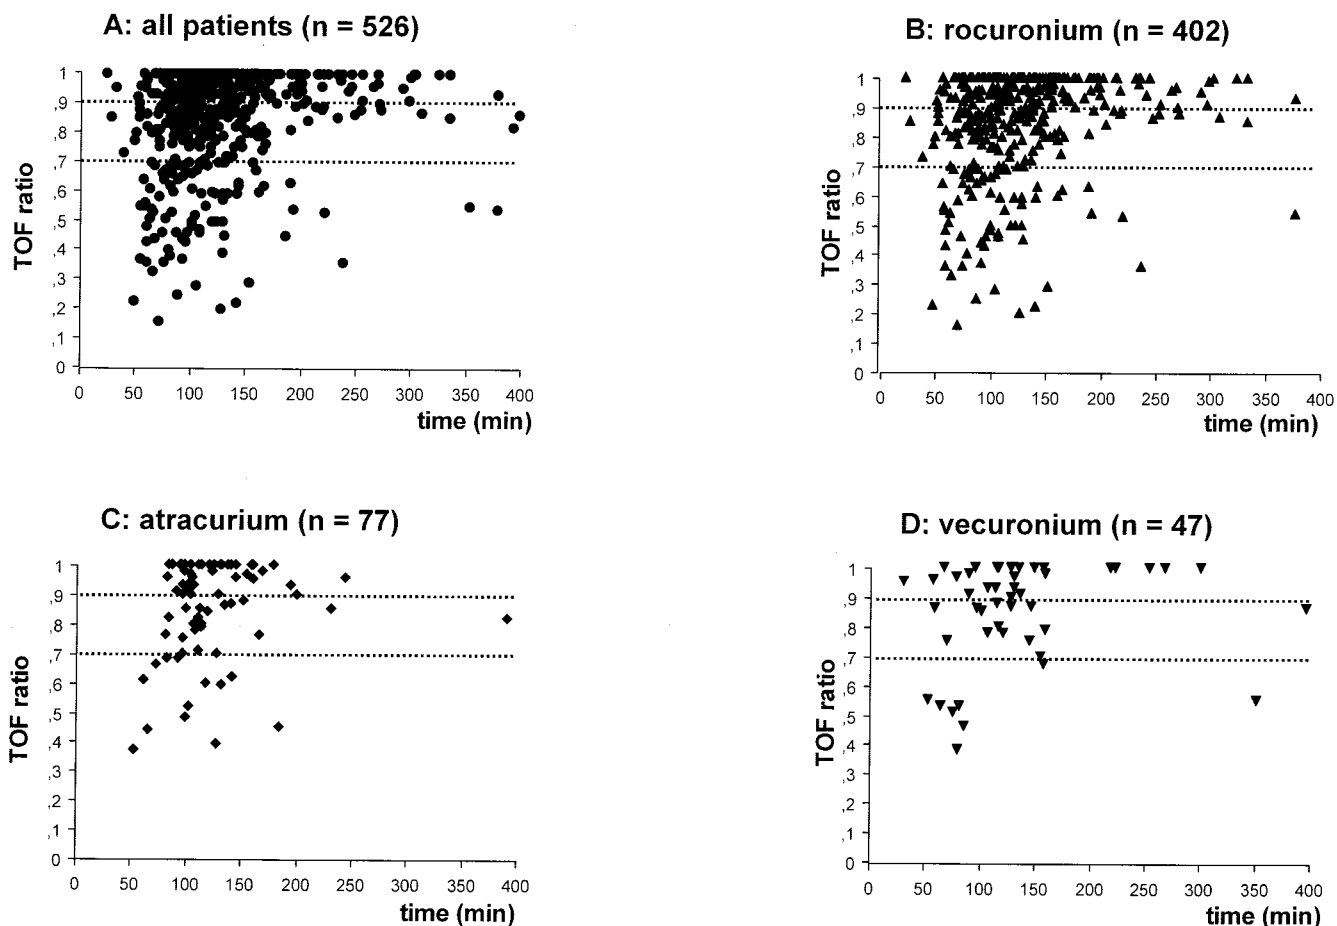 A: all patients (n = 526)
TOF ratio
1
,9
,8
,7
,6
,5
,4
,3
,2
,1
0
0 50 100 150 200 250 300 350 400
time (min)
B: rocuronium (n = 402)
TOF ratio
1
,9
,8
,7
,6
,5
,4
,3
,2
,1
0
0 50 100 150 200 250 300 350 400
time (min)
C: atracurium (n = 77)
TOF ratio
1
,9
,8
,7
,6
,5
,4
,3
,2
,1
0
0 50 100 150 200 250 300 350 400
time (min)
D: vecuronium (n = 47)
TOF ratio
1
,9
,8
,7
,6
,5
,4
,3
,2
,1
0
0 50 100 150 200 250 300 350 400
time (min)